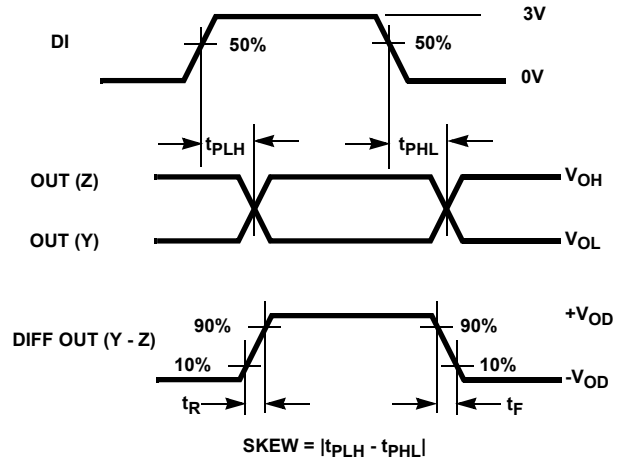 3V
DI
50%
50%
0V
tPLH
tPHL
OUT (Z)
VOH
OUT (Y)
VOL
+VOD
90%
90%
DIFF OUT (Y - Z)
10%
10%
-VOD
tR
tF
SKEW = |tPLH - tPHL|